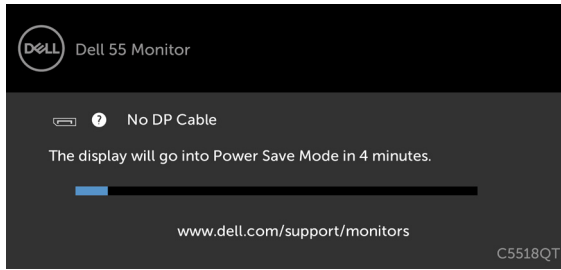 DELL
Dell 55 Monitor
? No DP Cable
The display will go into Power Save Mode in 4 minutes.
www.dell.com/support/monitors
C5518QT